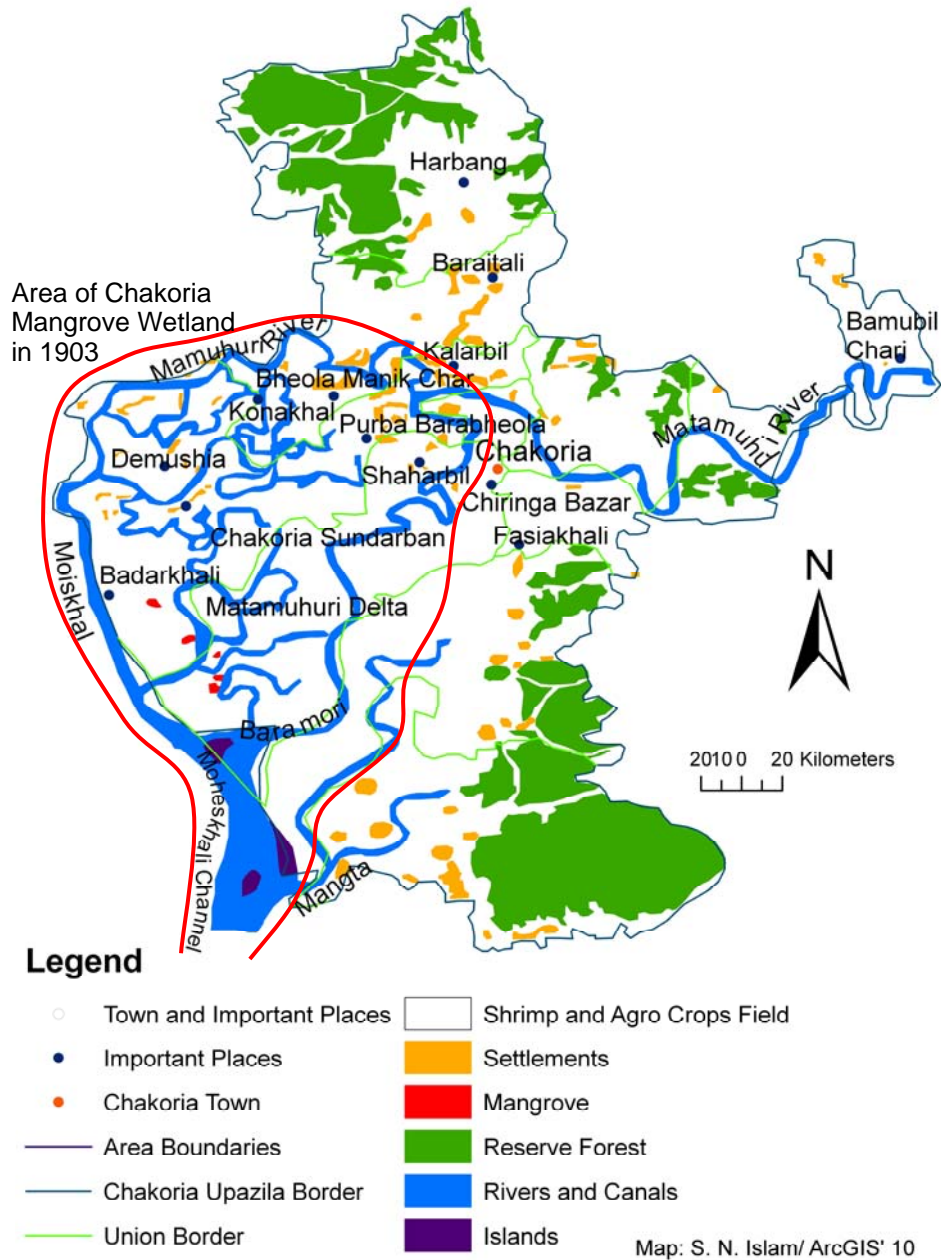 Harbang
Baraitali
Area of Chakoria
Mangrove Wetland
in 1903
Bamubil
Chari
Mamuhuri River
Kalarbil
Bheola Manik Char
Konakhal
Purba Barabheola
Matamuhri River
Chakoria
Demushia
Shaharbil
Chiringa Bazar
Chakoria Sundarban
Fasiakhali
Moiskhal
Badarkhali
Matamuhuri Delta
N
Bara mori
2010 0 20 Kilometers
Moheskhali Channel
Mangta
Legend
Town and Important Places
Important Places
Chakoria Town
Area Boundaries
Chakoria Upazila Border
Union Border
Shrimp and Agro Crops Field
Settlements
Mangrove
Reserve Forest
Rivers and Canals
Islands
Map: S. N. Islam/ ArcGIS' 10